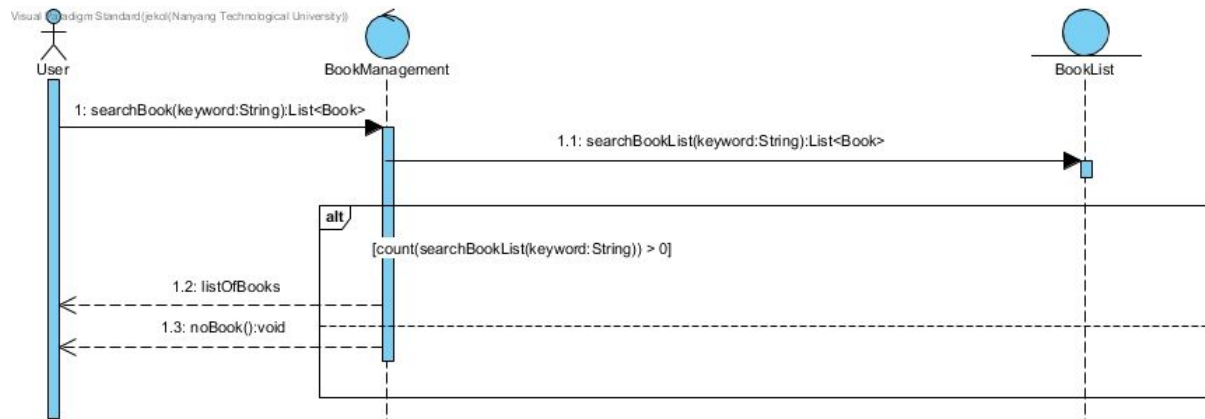 Visual Paradigm Standard(jekol(Nanyang Technological University))
User
BookManagement
BookList
1: searchBook(keyword:String):List<Book>
1.1: searchBookList(keyword:String):List<Book>
alt
[count(searchBookList(keyword:String)) > 0]
1.2: listOfBooks
1.3: noBook():void